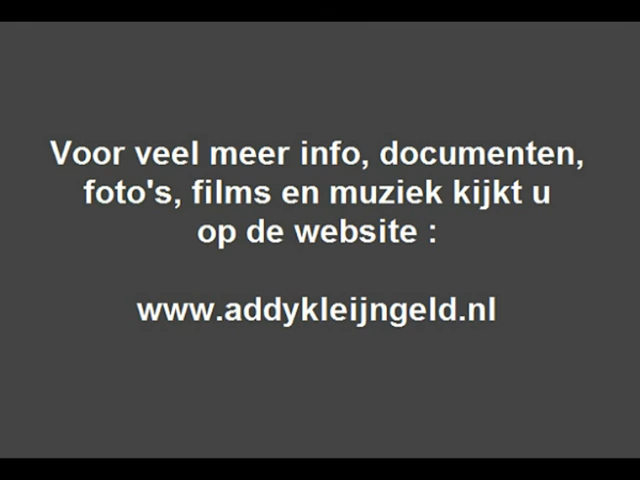 Voor veel meer info, documenten,
foto's, films en muziek kijkt u
op de website :
www.addykleijngeld.nl